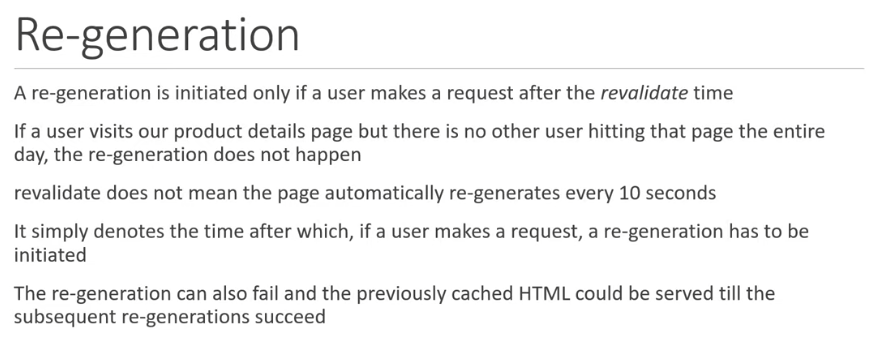 Re-generation
A re-generation is initiated only if a user makes a request after the revalidate time
If a user visits our product details page but there is no other user hitting that page the entire
day, the re-generation does not happen
revalidate does not mean the page automatically re-generates every 10 seconds
It simply denotes the time after which, if a user makes a request, a re-generation has to be
initiated
The re-generation can also fail and the previously cached HTML could be served till the
subsequent re-generations succeed